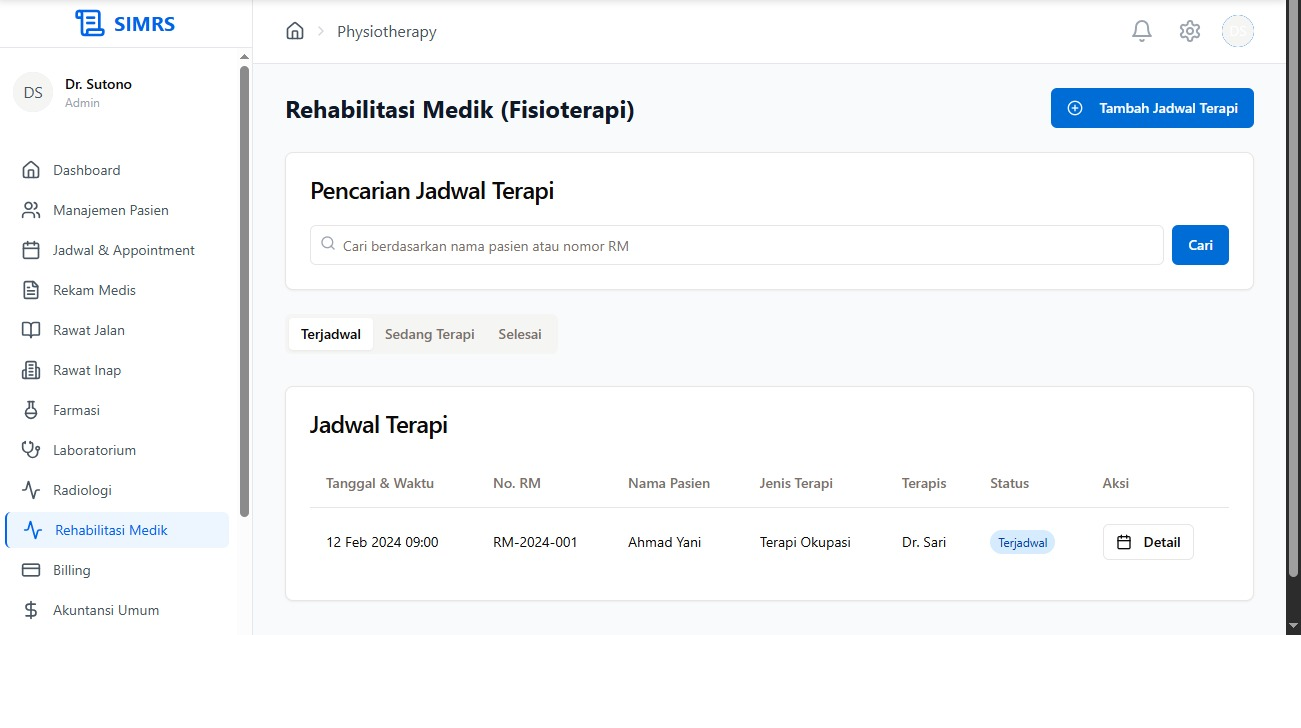 SIMRS
DS
Dr. Sutono
Admin
Dashboard
Manajemen Pasien
Jadwal & Appointment
Rekam Medis
Rawat Jalan
Rawat Inap
Farmasi
Laboratorium
Radiologi
Rehabilitasi Medik
Billing
Akuntansi Umum
Physiotherapy
DS
Rehabilitasi Medik (Fisioterapi)
Tambah Jadwal Terapi
Pencarian Jadwal Terapi
Cari berdasarkan nama pasien atau nomor RM
Cari
Terjadwal Sedang Terapi Selesai
Jadwal Terapi
Tanggal & Waktu No. RM Nama Pasien Jenis Terapi Terapis Status Aksi
12 Feb 2024 09:00 RM-2024-001 Ahmad Yani Terapi Okupasi Dr. Sari Terjadwal Detail